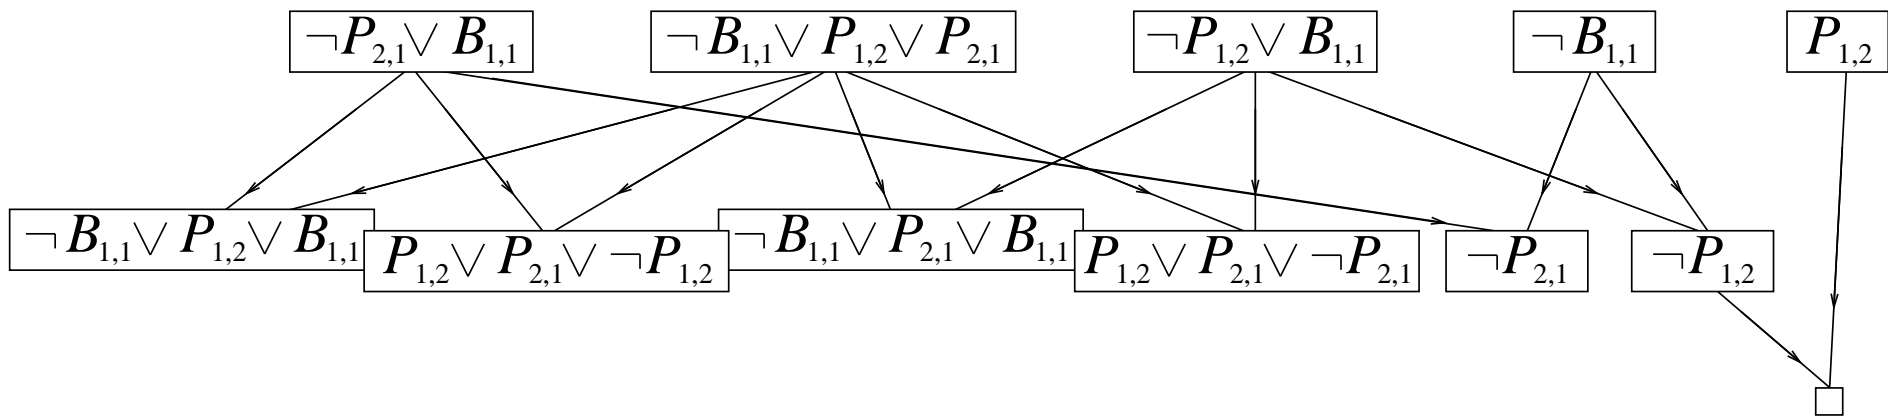 ¬P2,1 ∨ B1,1
¬B1,1 ∨ P1,2 ∨ P2,1
¬P1,2 ∨ B1,1
¬B1,1
P1,2
¬B1,1 ∨ P1,2 ∨ B1,1
P1,2 ∨ P2,1 ∨ ¬P1,2
¬B1,1 ∨ P2,1 ∨ B1,1
P1,2 ∨ P2,1 ∨ ¬P2,1
¬P2,1
¬P1,2